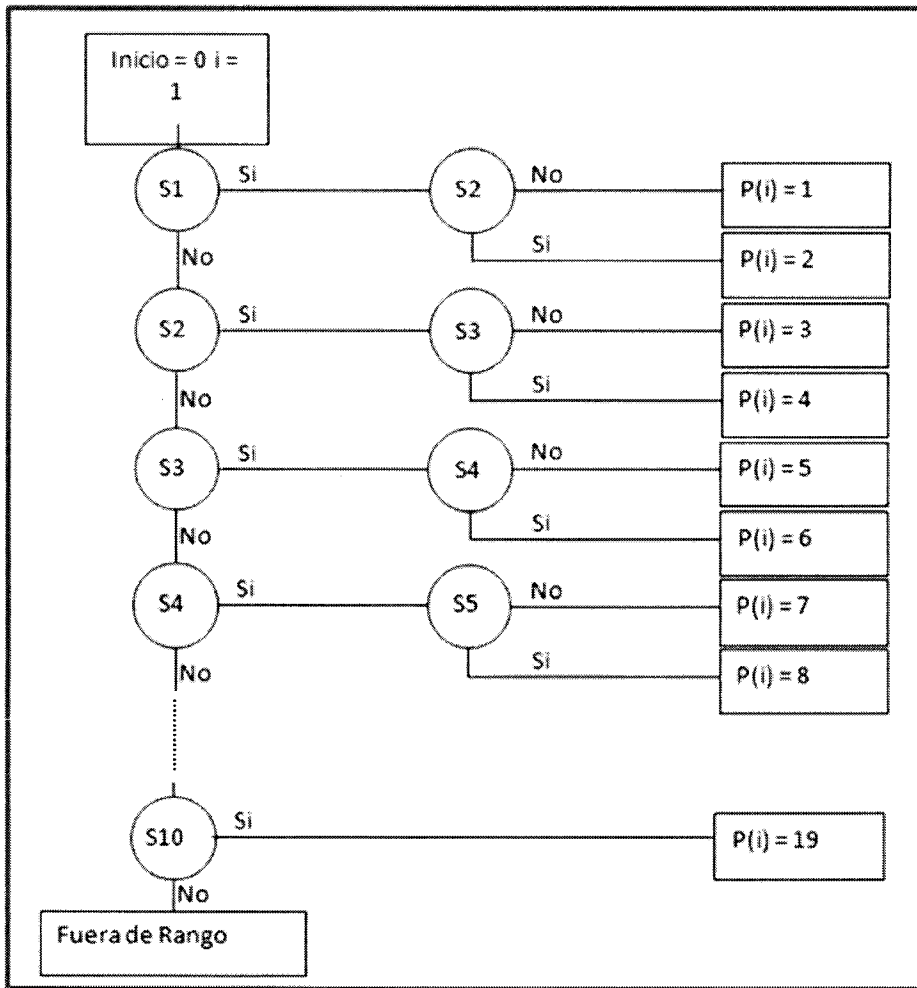 Inicio = 0 i =
1
S1
Si
S2
No
P(i) = 1
Si
P(i) = 2
No
S2
Si
S3
No
P(i) = 3
Si
P(i) = 4
No
S3
Si
S4
No
P(i) = 5
Si
P(i) = 6
No
S4
Si
S5
No
P(i) = 7
Si
P(i) = 8
No
S10
Si
P(i) = 19
No
Fuera de Rango